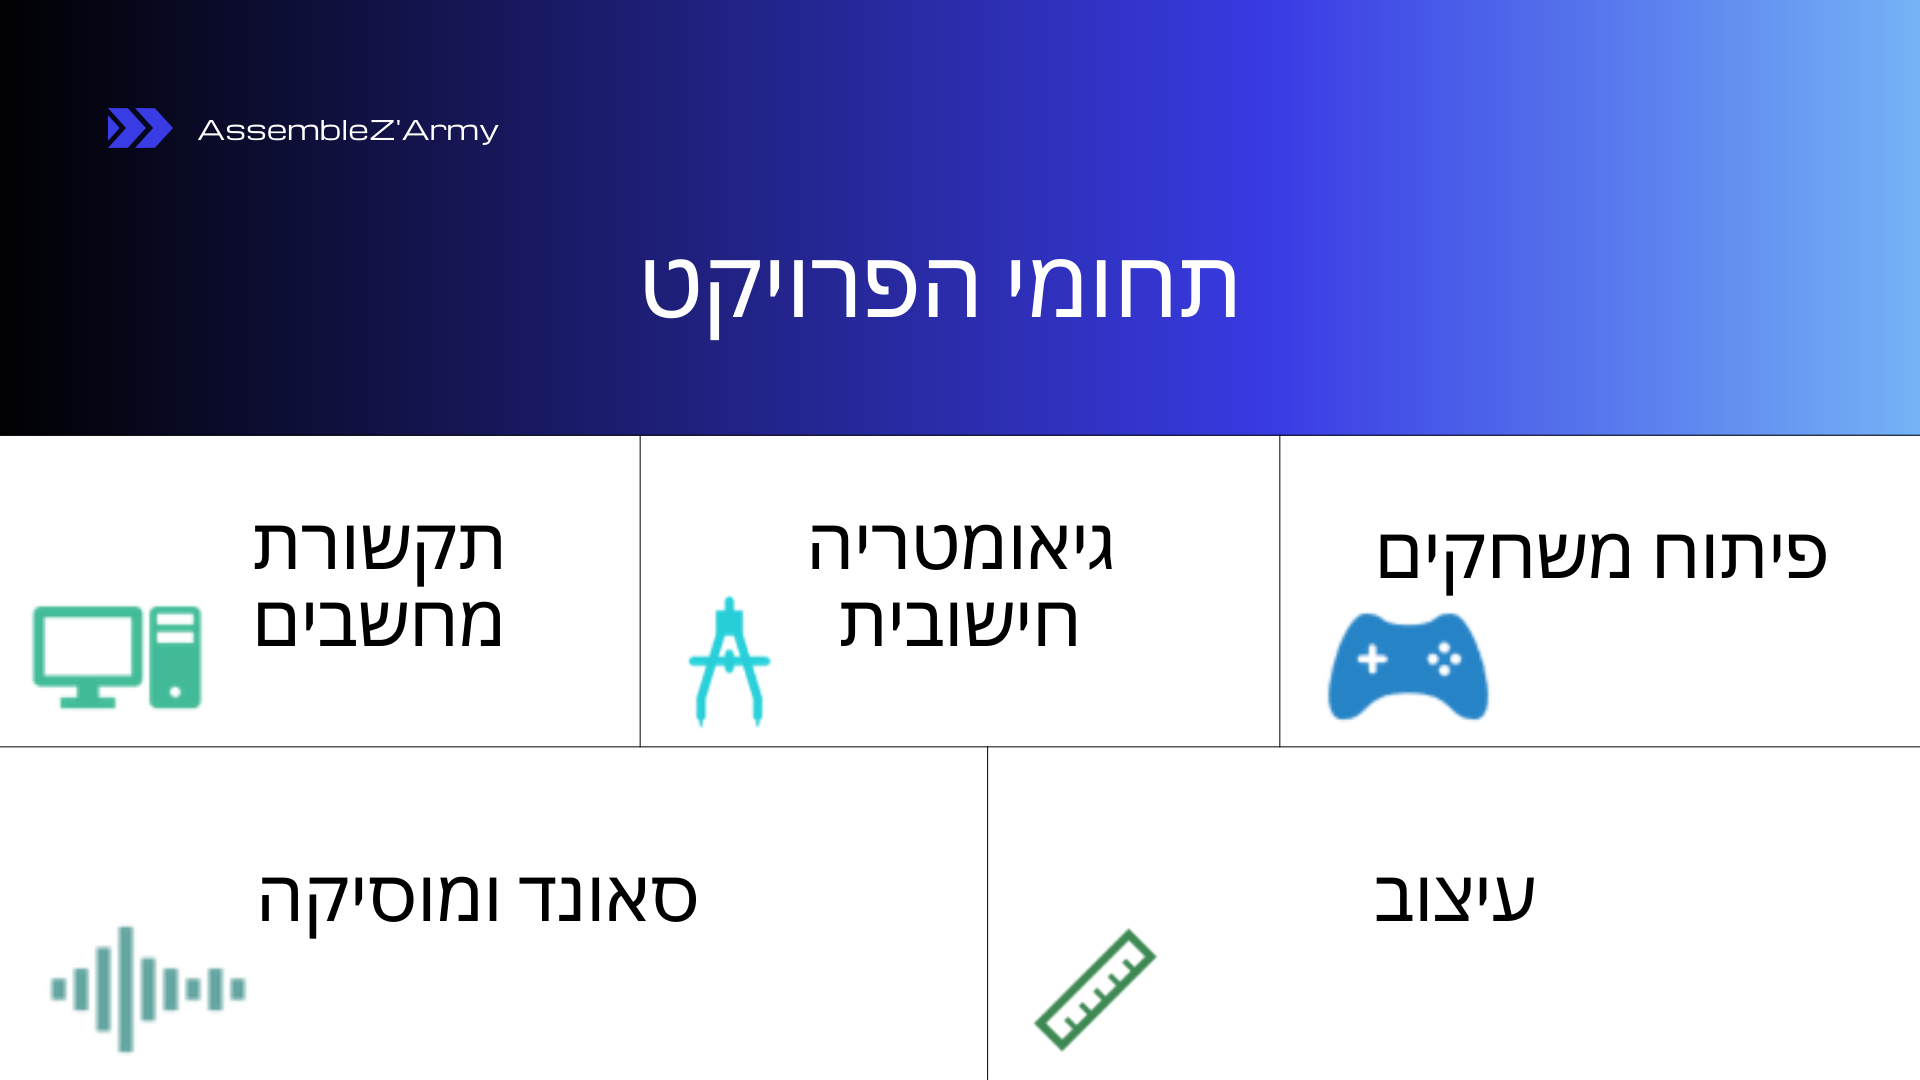 AssembleZ'Army
תחומי הפרויקט
פיתוח משחקים
גיאומטריה
חישובית
תקשורת
מחשבים
עיצוב
סאונד ומוסיקה